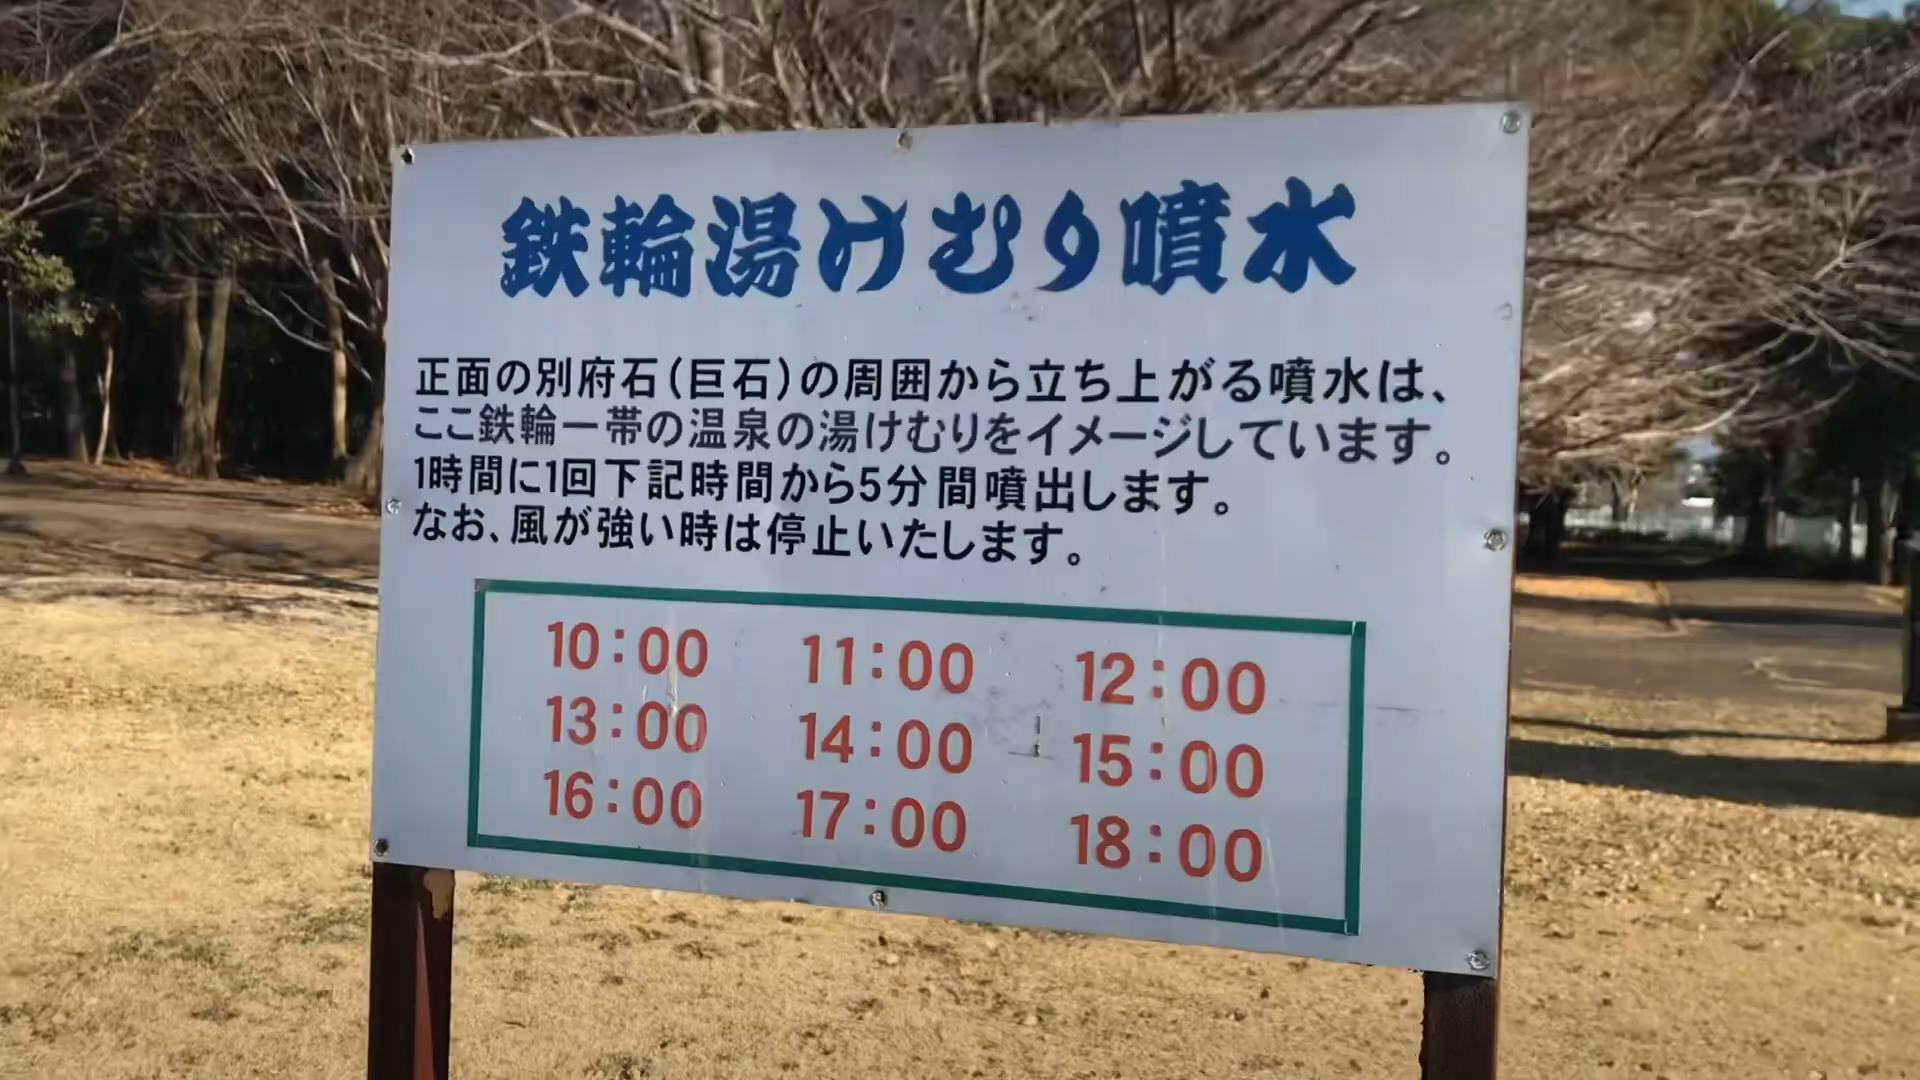 鉄輪湯けむり噴水
正面の別府石(巨石)の周囲から立ち上がる噴水は、
ここ鉄輪一帯の温泉の湯けむりをイメージしています。
1時間に1回下記時間から5分間噴出します。
なお、風が強い時は停止いたします。
10:00 11:00 12:00
13:00 14:00 15:00
16:00 17:00 18:00